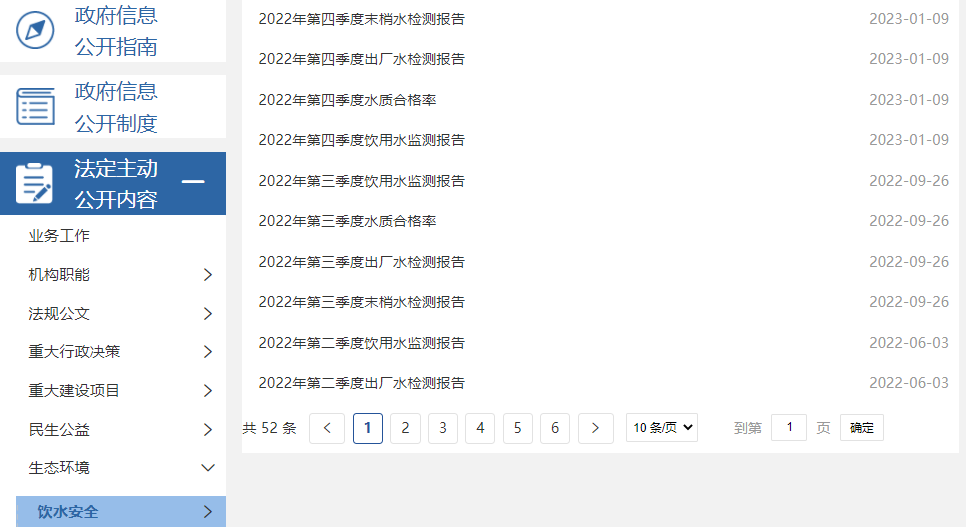 政府信息
公开指南
政府信息
公开制度
法定主动
公开内容
业务工作
机构职能
法规公文
重大行政决策
重大建设项目
民生公益
生态环境
饮水安全
2022年第四季度末梢水检测报告 2023-01-09
2022年第四季度出厂水检测报告 2023-01-09
2022年第四季度水质合格率 2023-01-09
2022年第四季度饮用水监测报告 2023-01-09
2022年第三季度饮用水监测报告 2022-09-26
2022年第三季度水质合格率 2022-09-26
2022年第三季度出厂水检测报告 2022-09-26
2022年第三季度末梢水检测报告 2022-09-26
2022年第二季度饮用水监测报告 2022-06-03
2022年第二季度出厂水检测报告 2022-06-03
共 52 条 1 2 3 4 5 6 10 条/页 到第 1 页 确定